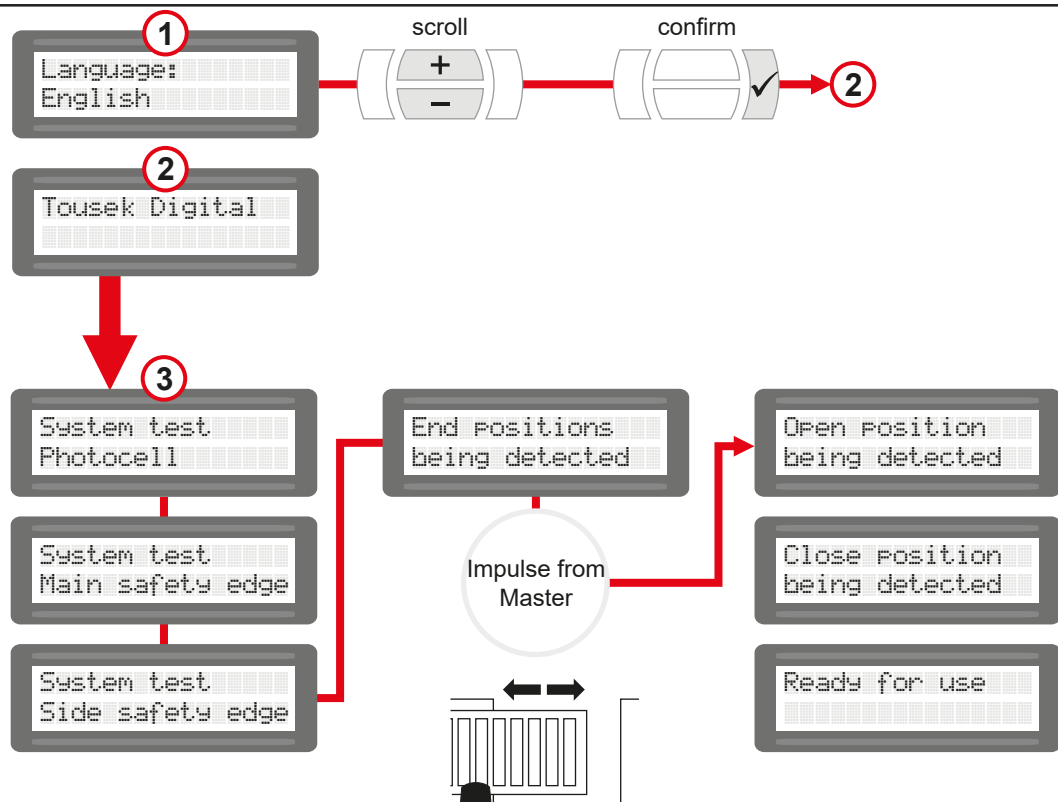 scroll
confirm
1
Language:
English
+
−
✓
2
2
Tousek Digital
3
System test
Photocell
System test
Main safety edge
System test
Side safety edge
End positions
being detected
Impulse from
Master
Open position
being detected
Close position
being detected
Ready for use